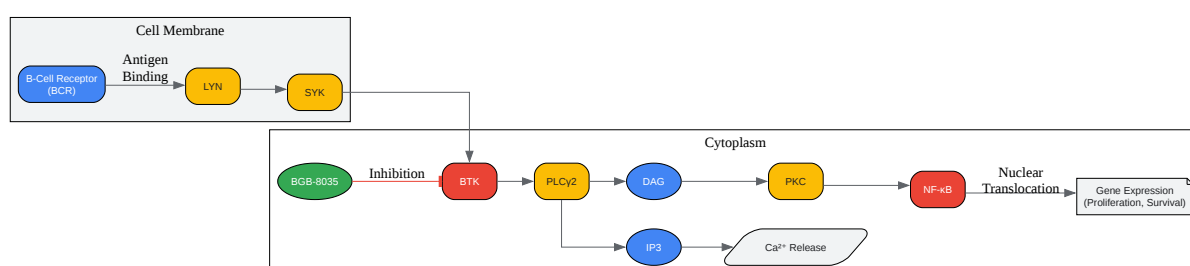 Cell Membrane
Antigen
Binding
B-Cell Receptor
(BCR)
LYN
SYK
Cytoplasm
BGB-8035
Inhibition
BTK
PLCγ2
DAG
PKC
NF-κB
Nuclear
Translocation
Gene Expression
(Proliferation, Survival)
IP3
Ca²⁺ Release